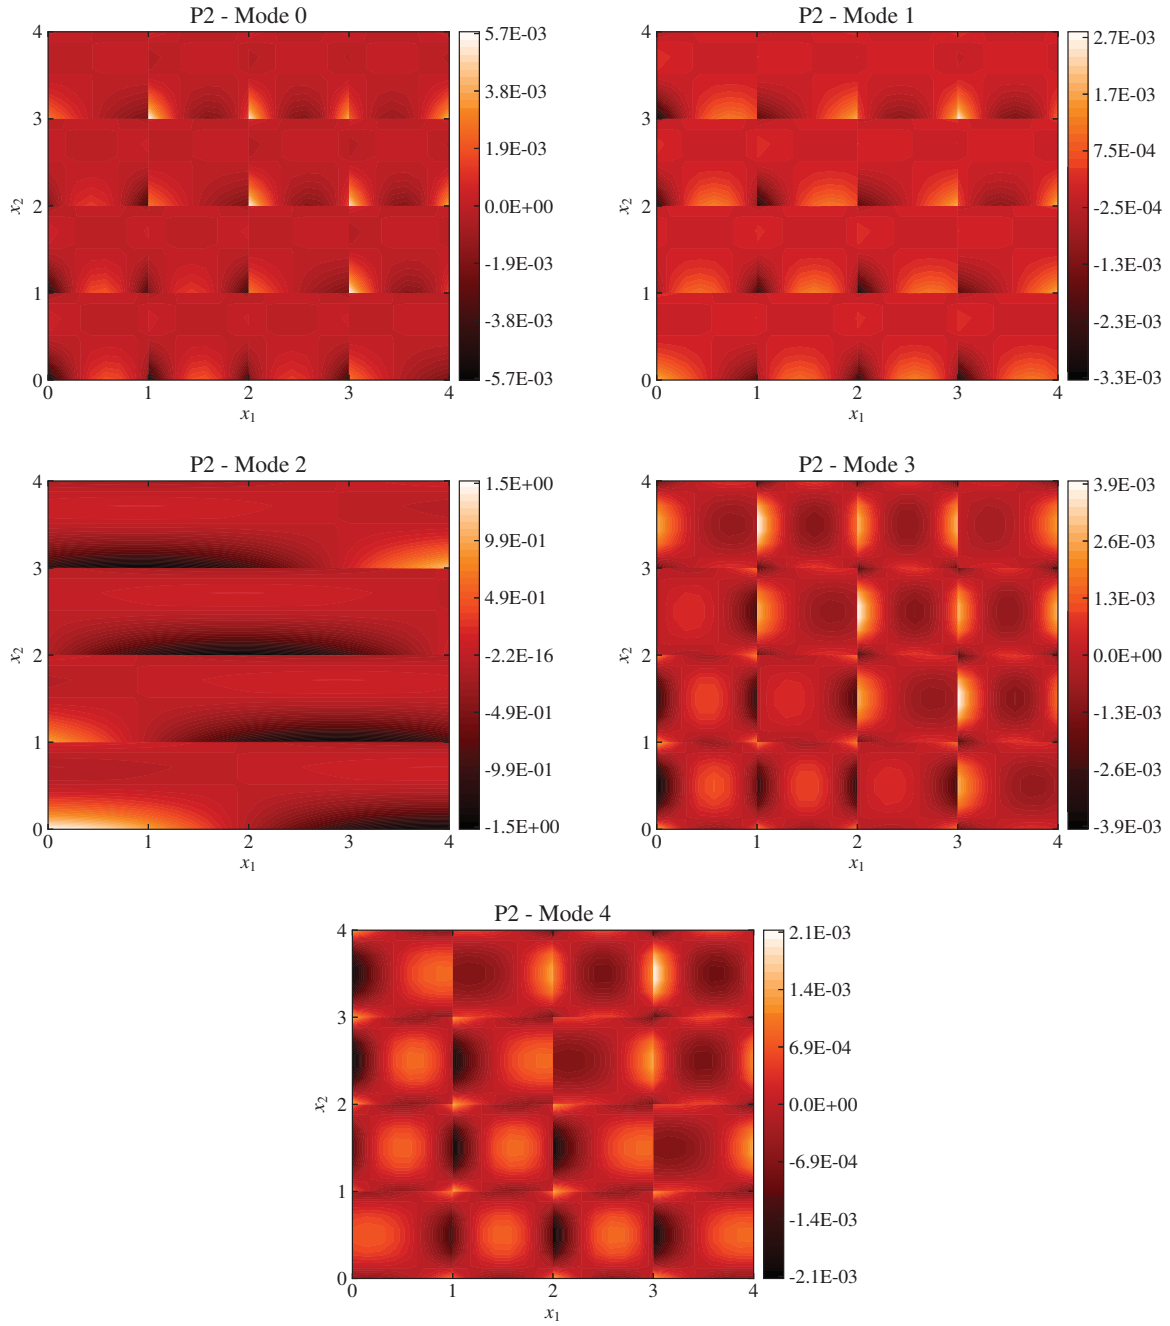 P2 - Mode 0
4
3
2
1
0
x2
0 1 2 3 4
x1
5.7E-03
3.8E-03
1.9E-03
0.0E+00
-1.9E-03
-3.8E-03
-5.7E-03
P2 - Mode 1
4
3
2
1
0
x2
0 1 2 3 4
x1
2.7E-03
1.7E-03
7.5E-04
-2.5E-04
-1.3E-03
-2.3E-03
-3.3E-03
P2 - Mode 2
4
3
2
1
0
x2
0 1 2 3 4
x1
1.5E+00
9.9E-01
4.9E-01
-2.2E-16
-4.9E-01
-9.9E-01
-1.5E+00
P2 - Mode 3
4
3
2
1
0
x2
0 1 2 3 4
x1
3.9E-03
2.6E-03
1.3E-03
0.0E+00
-1.3E-03
-2.6E-03
-3.9E-03
P2 - Mode 4
4
3
2
1
0
x2
0 1 2 3 4
x1
2.1E-03
1.4E-03
6.9E-04
0.0E+00
-6.9E-04
-1.4E-03
-2.1E-03